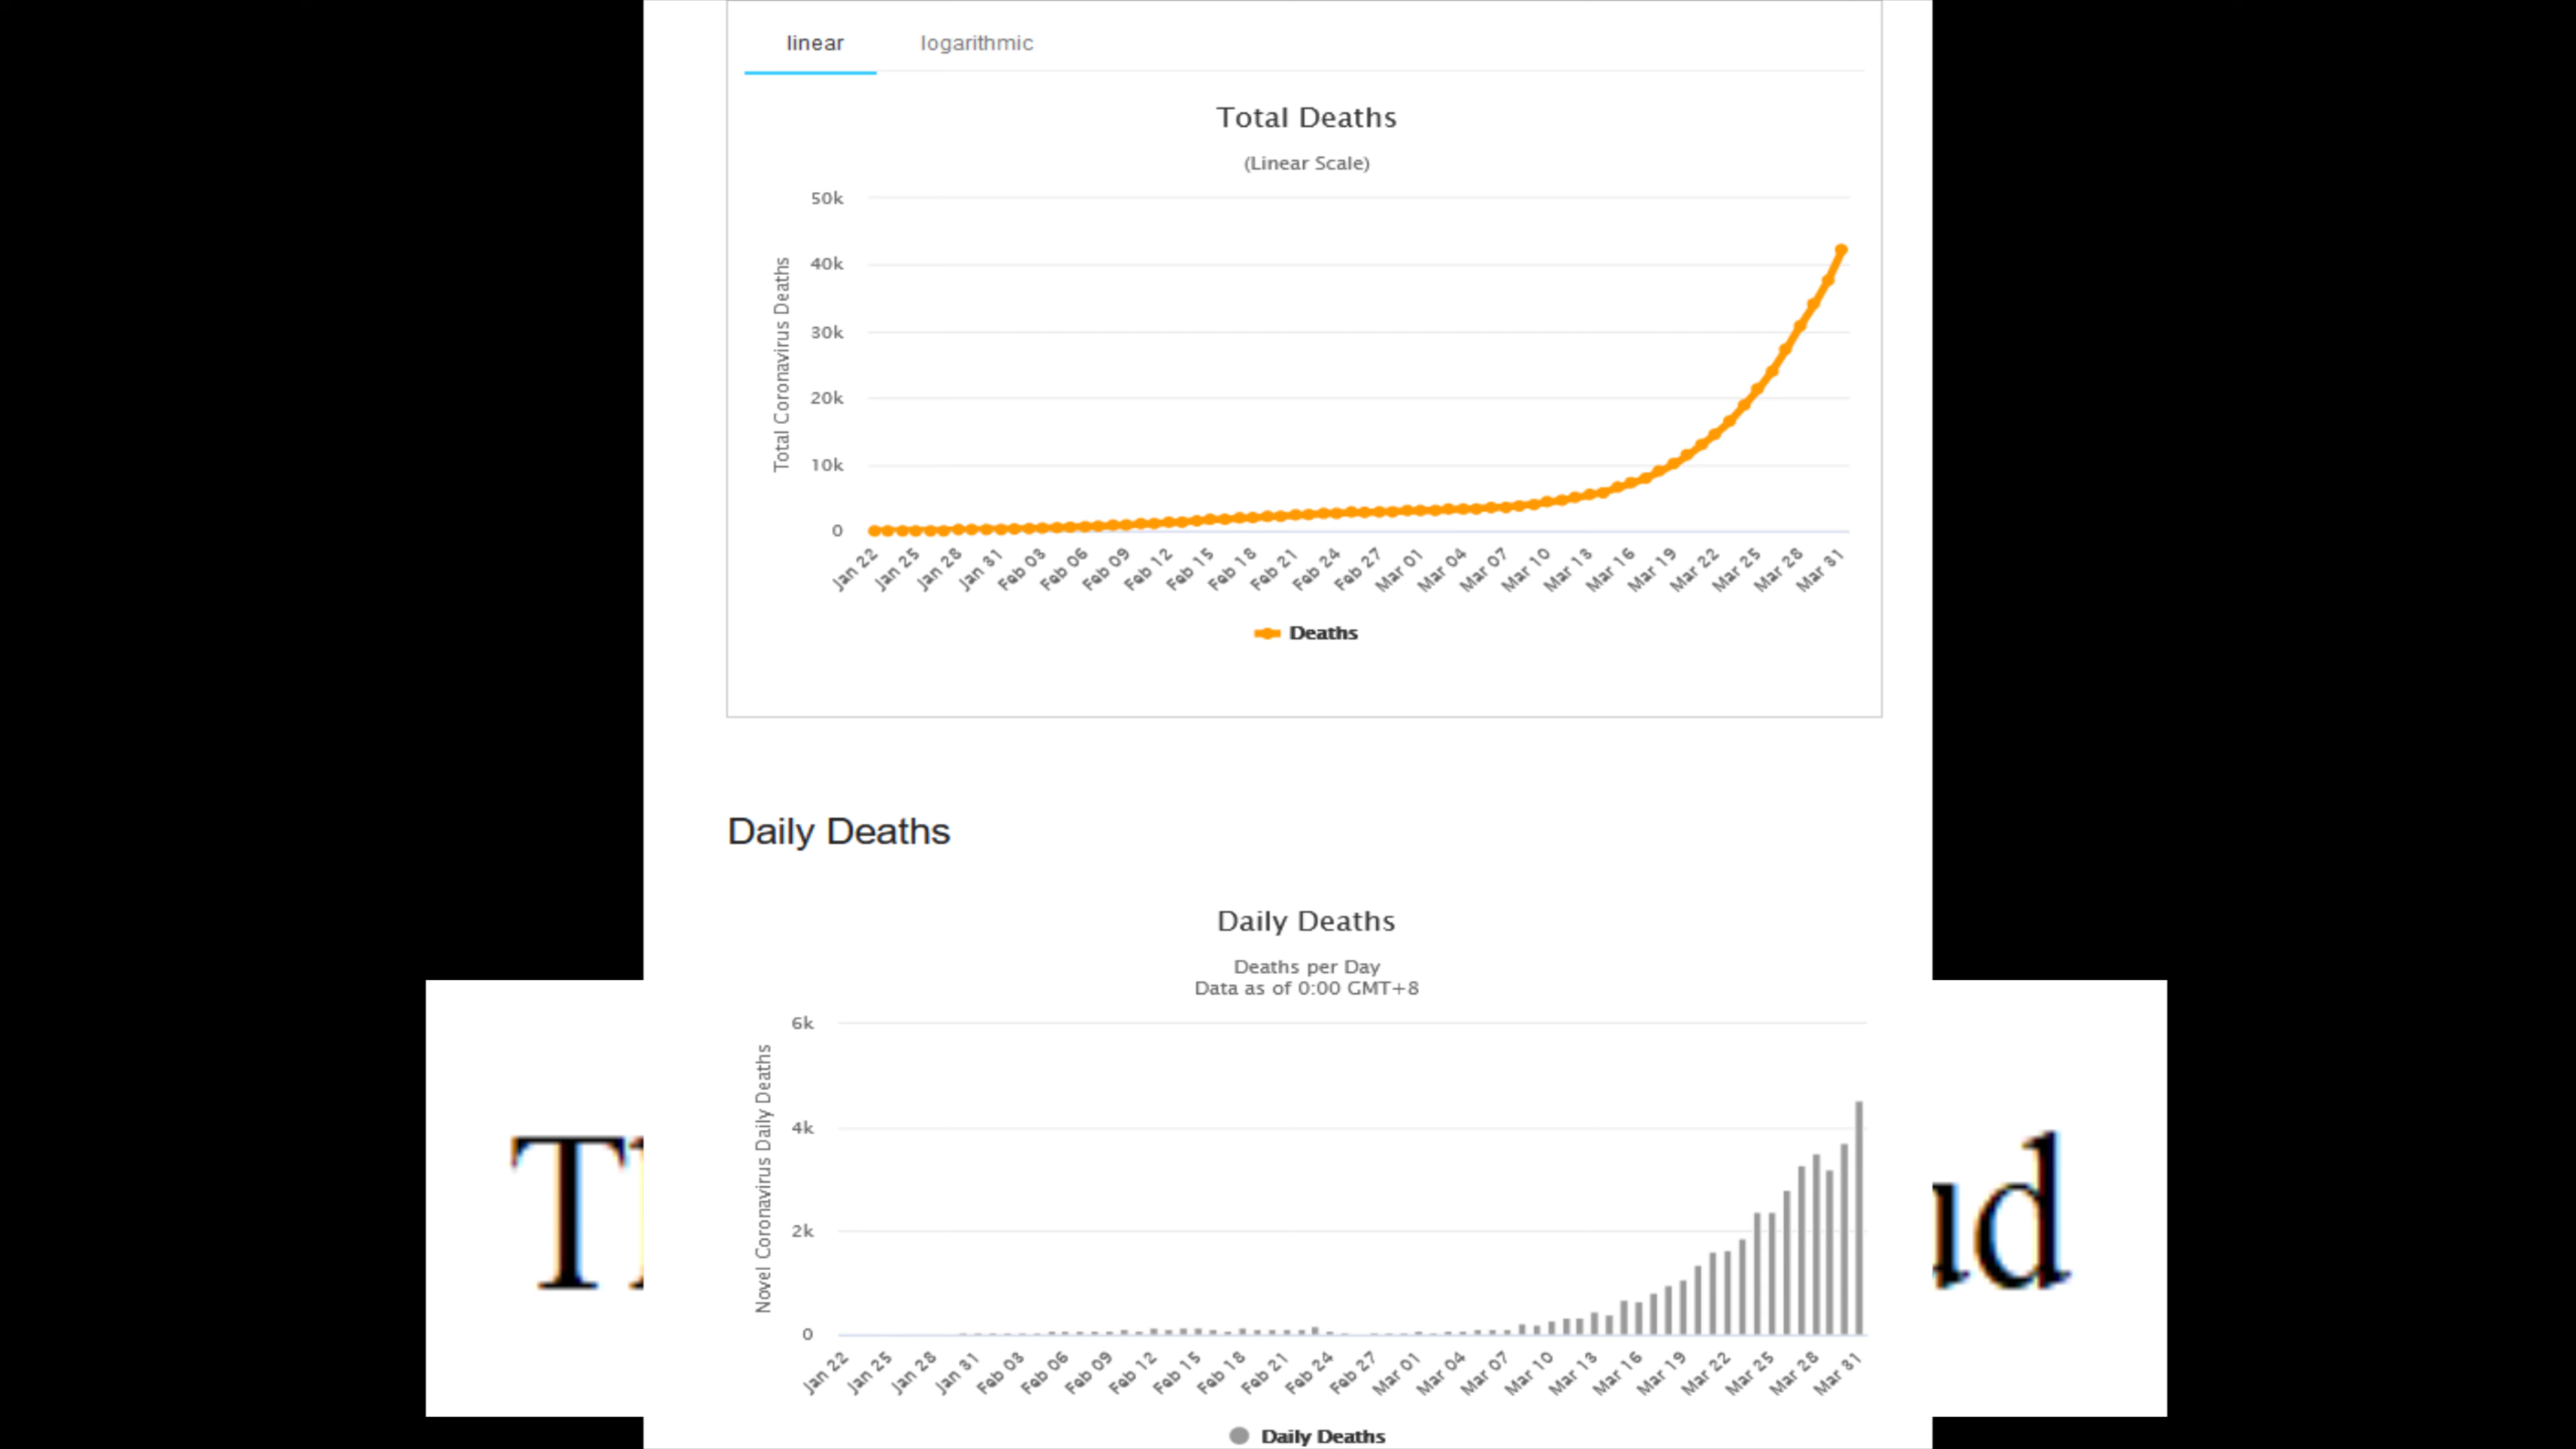 linear logarithmic
Total Deaths
(Linear Scale)
Total Coronavirus Deaths
50k
40k
30k
20k
10k
0
Jan 22 Jan 25 Jan 28 Jan 31 Feb 03 Feb 06 Feb 09 Feb 12 Feb 15 Feb 18 Feb 21 Feb 24 Feb 27 Mar 01 Mar 04 Mar 07 Mar 10 Mar 13 Mar 16 Mar 19 Mar 22 Mar 25 Mar 28 Mar 31
Deaths
Daily Deaths
Daily Deaths
Deaths per Day
Data as of 0:00 GMT+8
Novel Coronavirus Daily Deaths
6k
4k
2k
0
Jan 22 Jan 25 Jan 28 Jan 31 Feb 03 Feb 06 Feb 09 Feb 12 Feb 15 Feb 18 Feb 21 Feb 24 Feb 27 Mar 01 Mar 04 Mar 07 Mar 10 Mar 13 Mar 16 Mar 19 Mar 22 Mar 25 Mar 28 Mar 31
Daily Deaths